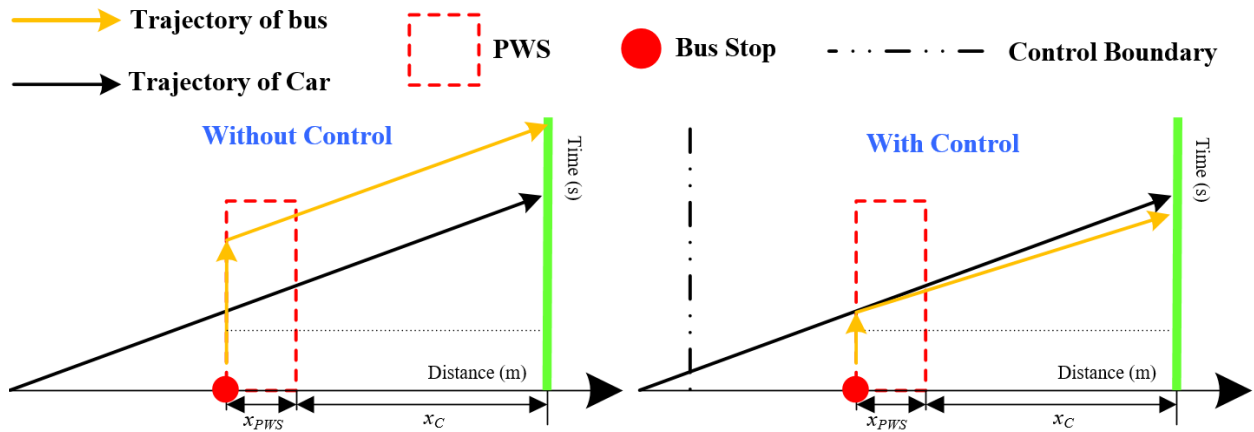 Trajectory of bus
PWS
Bus Stop
Control Boundary
Trajectory of Car
Without Control
Time (s)
Distance (m)
x_PWS
x_C
With Control
Time (s)
Distance (m)
x_PWS
x_C